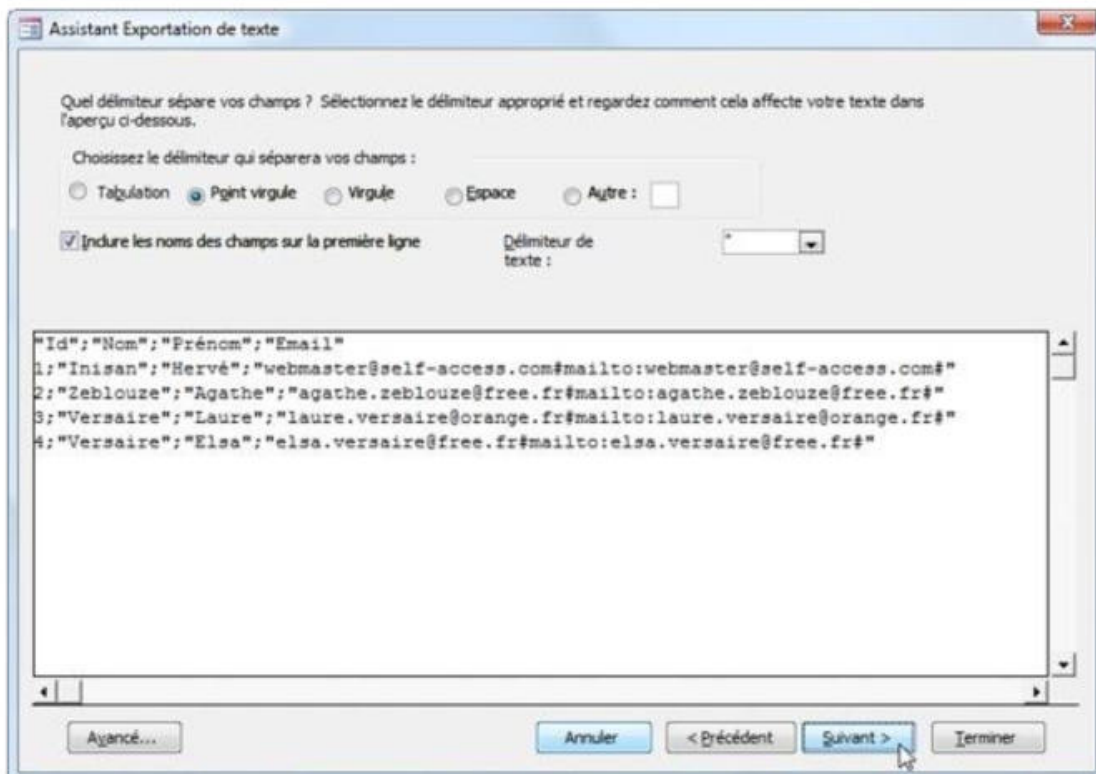 Assistant Exportation de texte
Quel délimiteur sépare vos champs ? Sélectionnez le délimiteur approprié et regardez comment cela affecte votre texte dans
l'aperçu ci-dessous.
Choisissez le délimiteur qui séparera vos champs :
Tabulation Point virgule Virgule Espace Autre :
Inclure les noms des champs sur la première ligne Délimiteur de "
texte :
"Id";"Nom";"Prénom";"Email"
1;"Inisan";"Hervé";"webmaster@self-access.com#mailto:webmaster@self-access.com#"
2;"Zeblouze";"Agathe";"agathe.zeblouze@free.fr#mailto:agathe.zeblouze@free.fr#"
3;"Versaire";"Laure";"laure.versaire@orange.fr#mailto:laure.versaire@orange.fr#"
4;"Versaire";"Elsa";"elsa.versaire@free.fr#mailto:elsa.versaire@free.fr#"
Avancé... Annuler < Précédent Suivant > Terminer